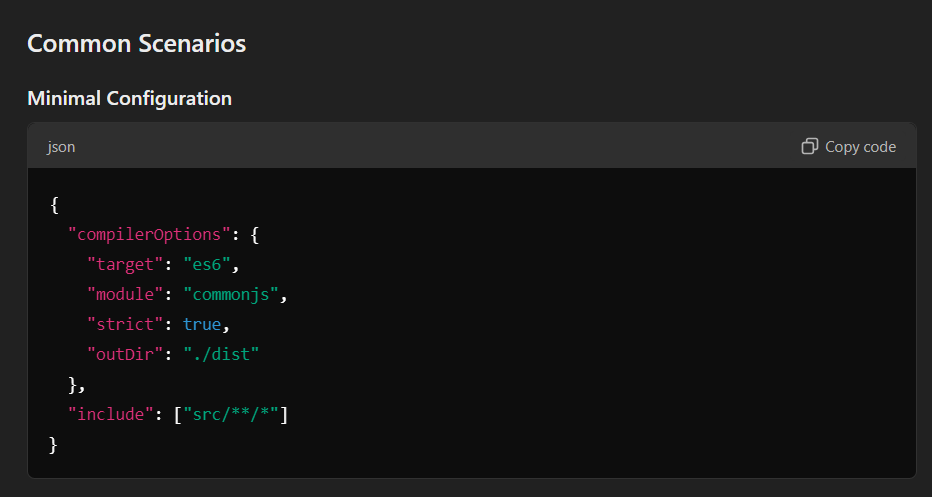 Common Scenarios
Minimal Configuration
json
Copy code
{
  "compilerOptions": {
    "target": "es6",
    "module": "commonjs",
    "strict": true,
    "outDir": "./dist"
  },
  "include": ["src/**/*"]
}